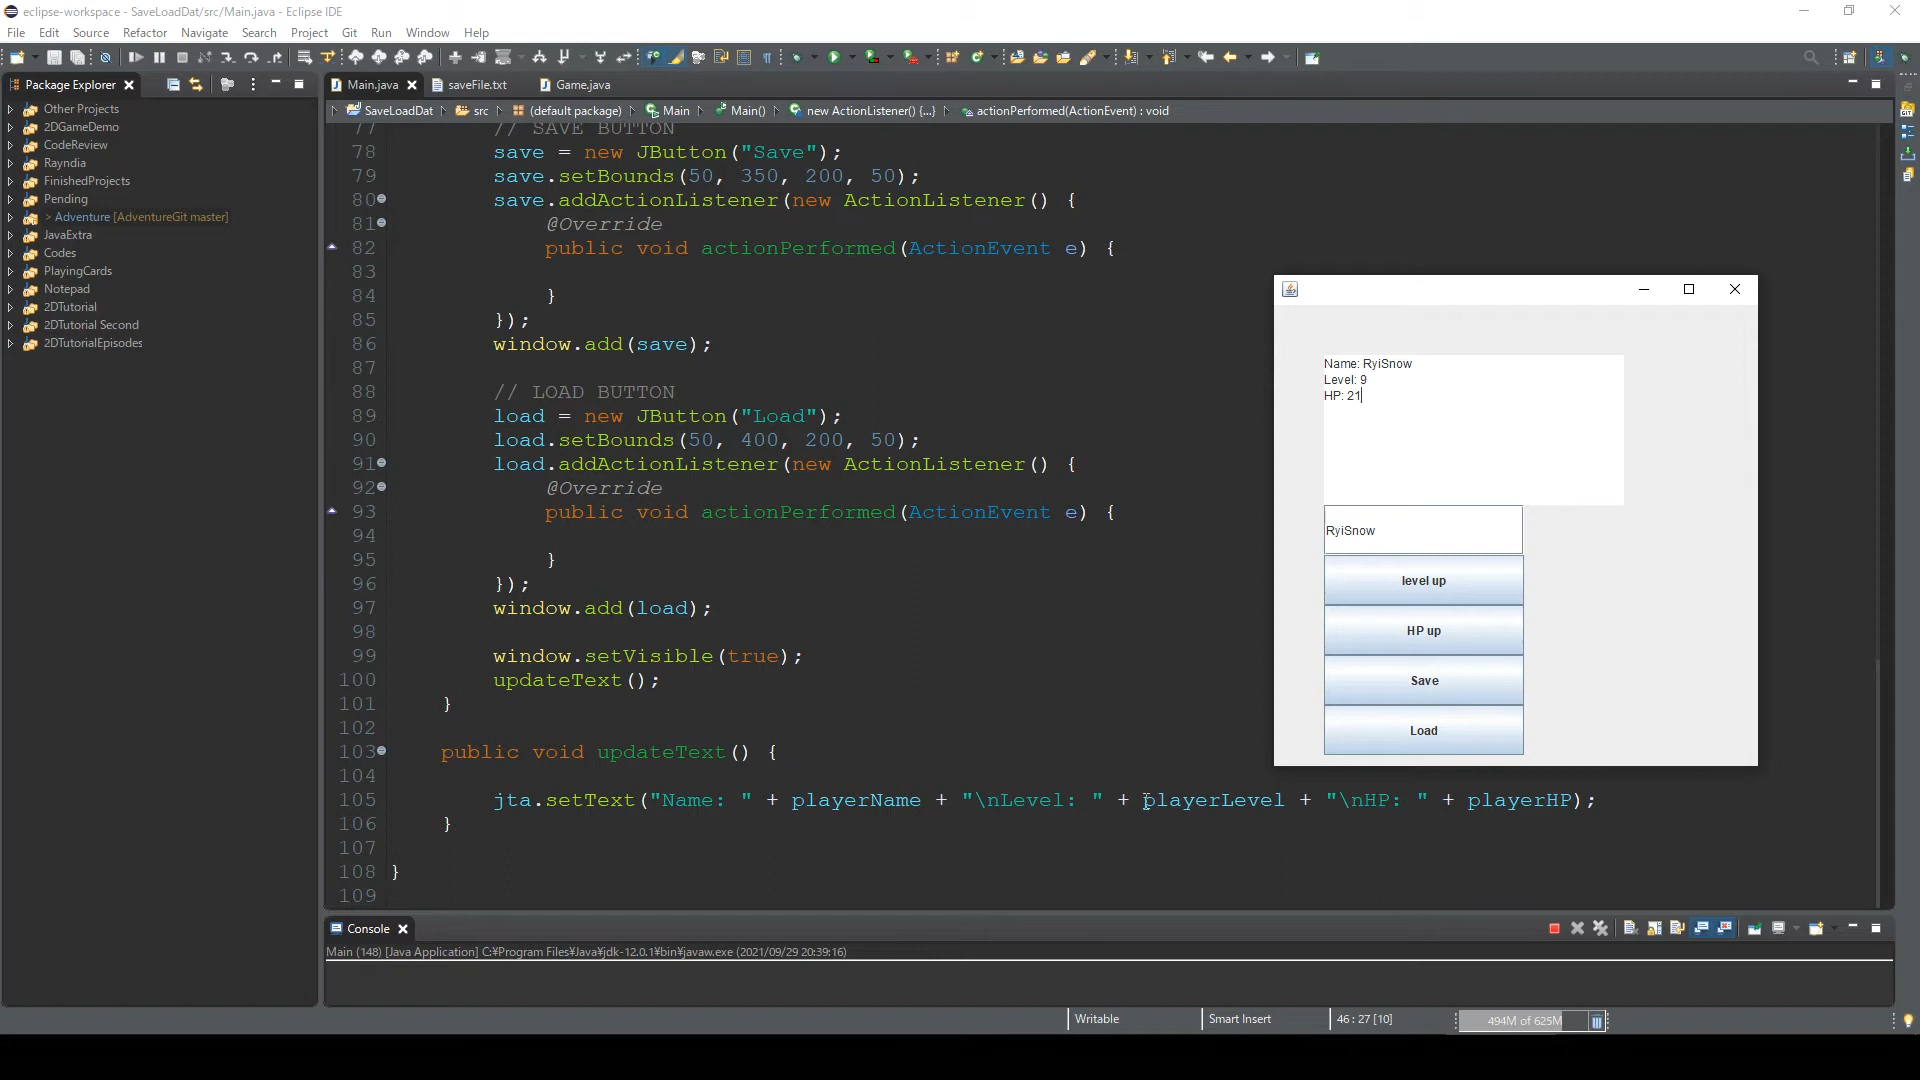 eclipse-workspace - SaveLoadDat/src/Main.java - Eclipse IDE
File Edit Source Refactor Navigate Search Project Git Run Window Help
Package Explorer
Other Projects
2DGameDemo
CodeReview
Rayndia
FinishedProjects
Pending
> Adventure [AdventureGit master]
JavaExtra
Codes
PlayingCards
Notepad
2DTutorial
2DTutorial Second
2DTutorialEpisodes
Main.java saveFile.txt Game.java
SaveLoadDat src (default package) Main Main() new ActionListener() {...} actionPerformed(ActionEvent) : void
77 // SAVE BUTTON
78 save = new JButton("Save");
79 save.setBounds(50, 350, 200, 50);
80 save.addActionListener(new ActionListener() {
81 @Override
82 public void actionPerformed(ActionEvent e) {
83
84 }
85 });
86 window.add(save);
87
88 // LOAD BUTTON
89 load = new JButton("Load");
90 load.setBounds(50, 400, 200, 50);
91 load.addActionListener(new ActionListener() {
92 @Override
93 public void actionPerformed(ActionEvent e) {
94
95 }
96 });
97 window.add(load);
98
99 window.setVisible(true);
100 updateText();
101 }
102
103 public void updateText() {
104
105 jta.setText("Name: " + playerName + "\nLevel: " + playerLevel + "\nHP: " + playerHP);
106 }
107
108 }
109
Name: RyiSnow
Level: 9
HP: 21
RyiSnow
level up
HP up
Save
Load
Console
Main (148) [Java Application] C:¥Program Files¥Java¥jdk-12.0.1¥bin¥javaw.exe (2021/09/29 20:39:16)
Writable Smart Insert 46 : 27 [10] 494M of 625M